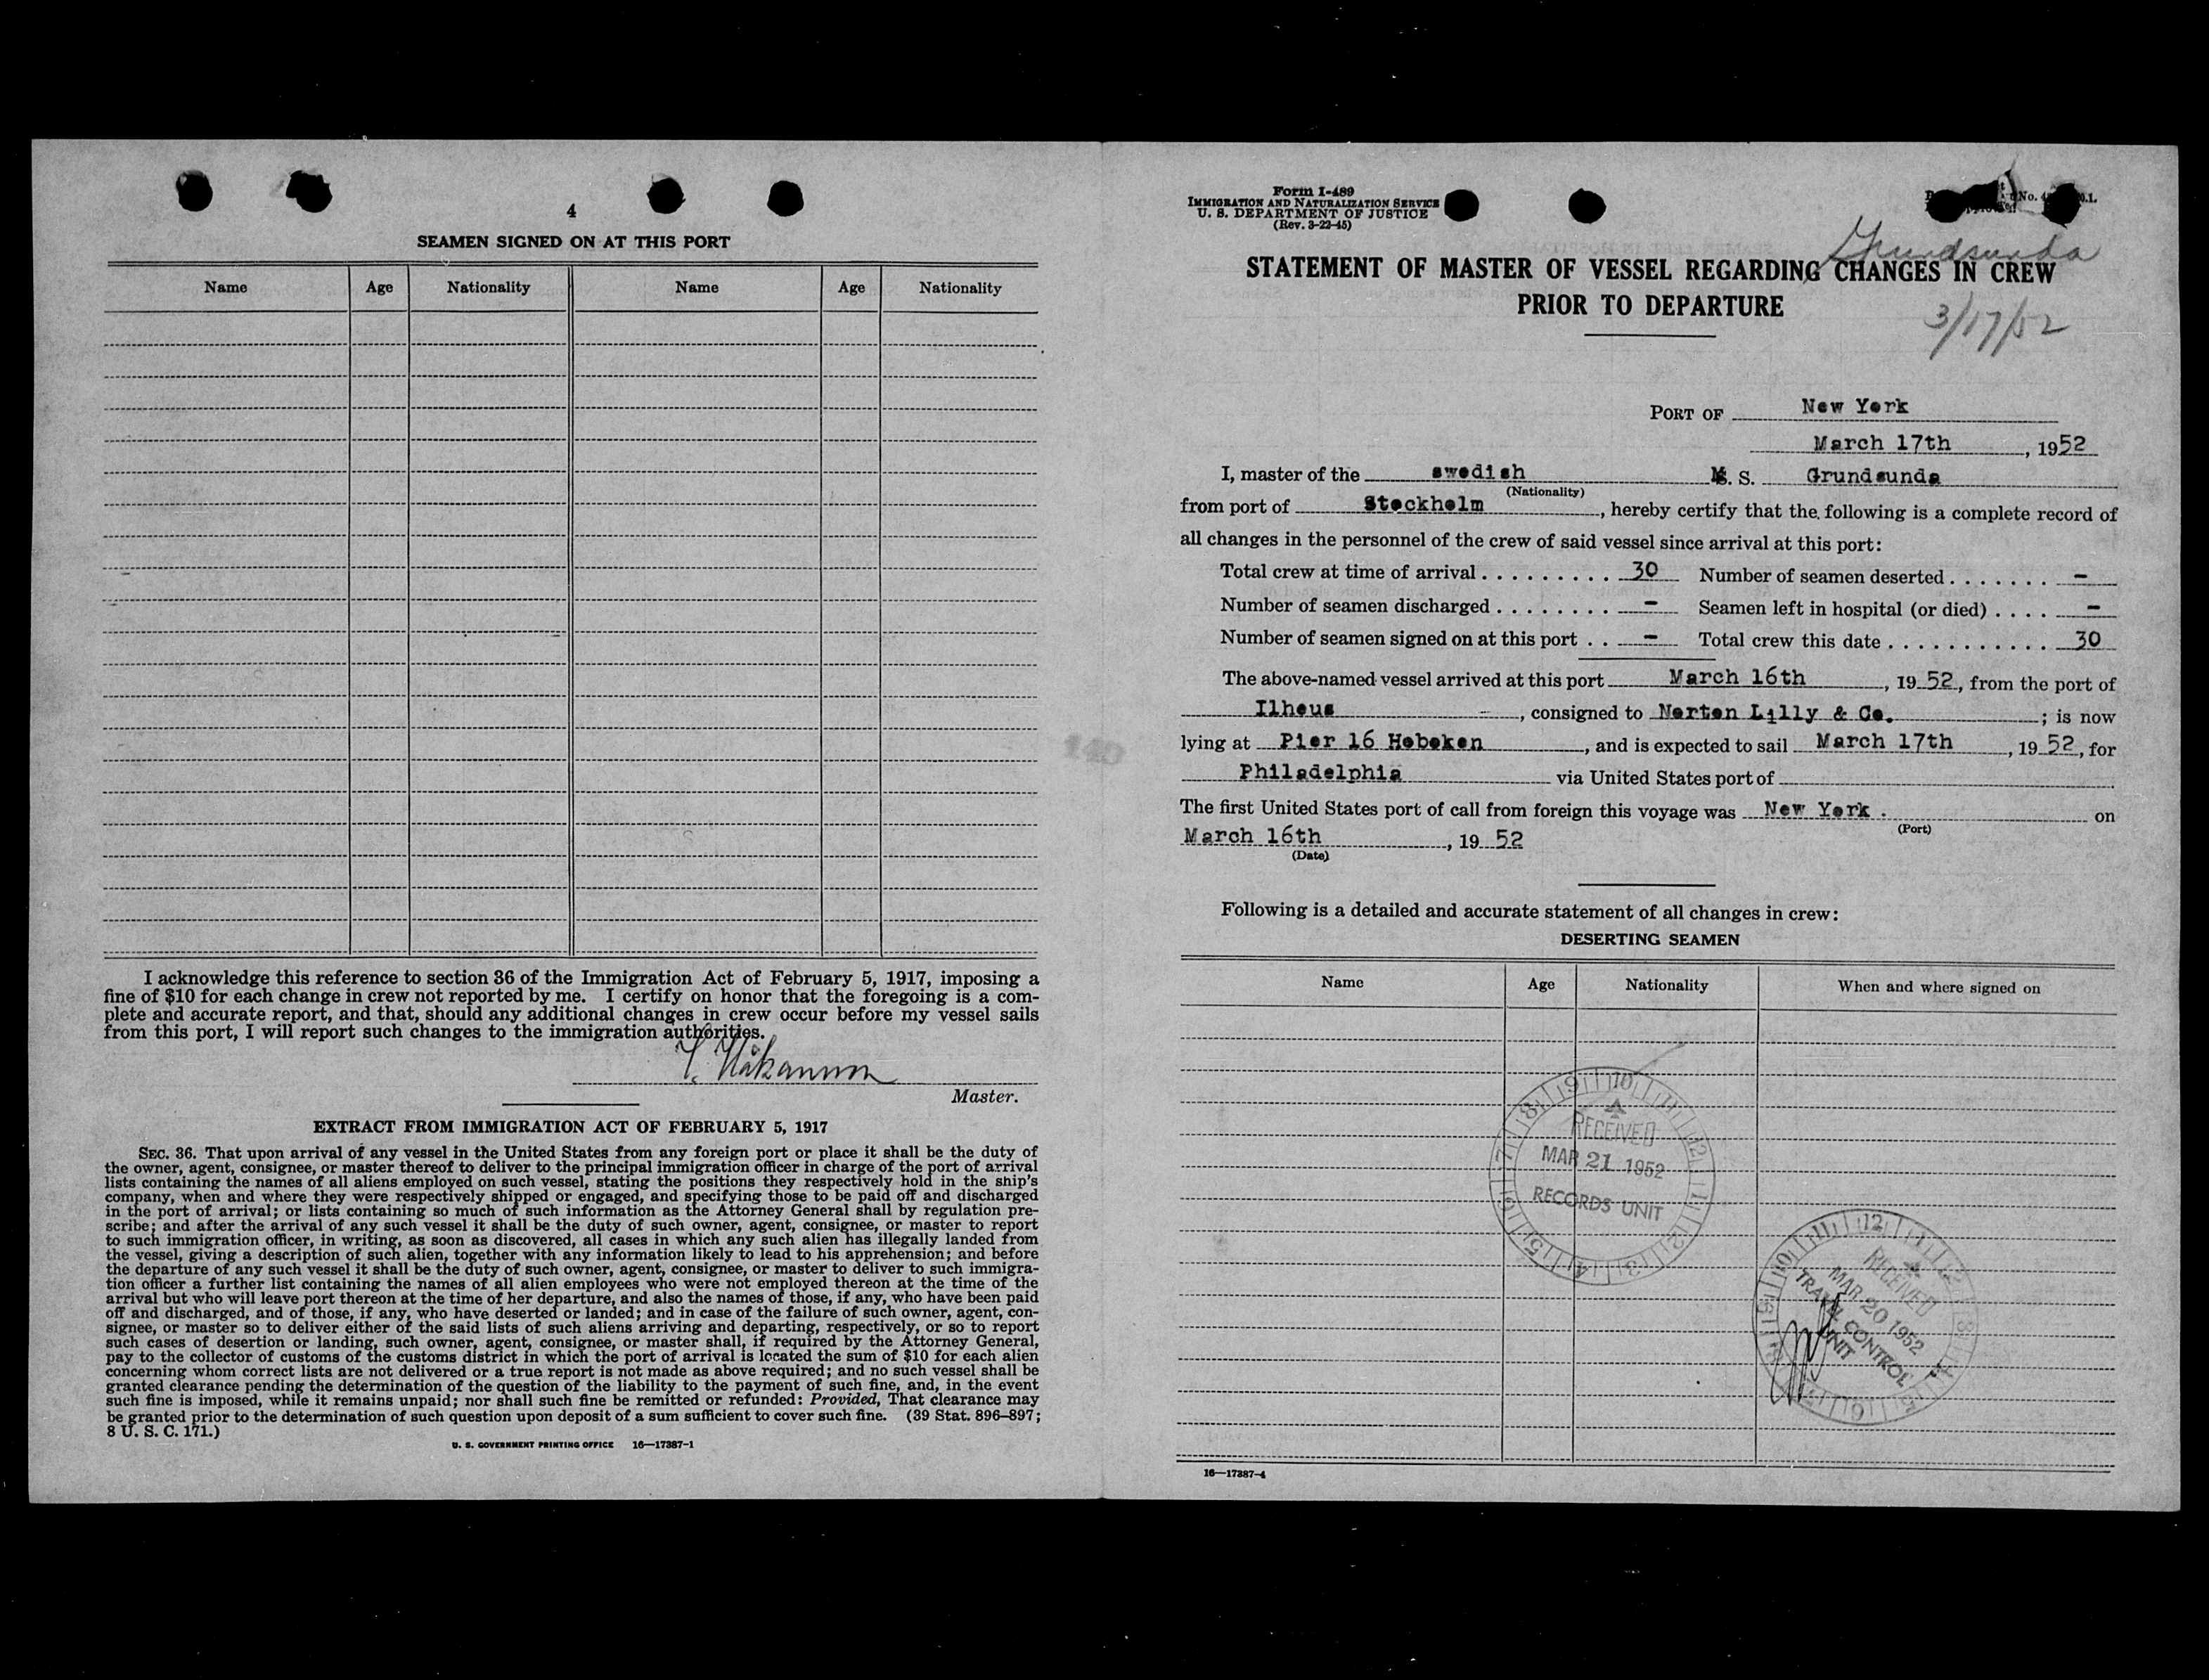 4
SEAMEN SIGNED ON AT THIS PORT
Name Age Nationality Name Age Nationality
I acknowledge this reference to section 36 of the Immigration Act of February 5, 1917, imposing a
fine of $10 for each change in crew not reported by me. I certify on honor that the foregoing is a com-
plete and accurate report, and that, should any additional changes in crew occur before my vessel sails
from this port, I will report such changes to the immigration authorities.
Master.
EXTRACT FROM IMMIGRATION ACT OF FEBRUARY 5, 1917
SEC. 36. That upon arrival of any vessel in the United States from any foreign port or place it shall be the duty of
the owner, agent, consignee, or master thereof to deliver to the principal immigration officer in charge of the port of arrival
lists containing the names of all aliens employed on such vessel, stating the positions they respectively hold in the ship's
company, when and where they were respectively shipped or engaged, and specifying those to be paid off and discharged
in the port of arrival; or lists containing so much of such information as the Attorney General shall by regulation pre-
scribe; and after the arrival of any such vessel it shall be the duty of such owner, agent, consignee, or master to report
to such immigration officer, in writing, as soon as discovered, all cases in which any such alien has illegally landed from
the vessel, giving a description of such alien, together with any information likely to lead to his apprehension; and before
the departure of any such vessel it shall be the duty of such owner, agent, consignee, or master to deliver to such immigra-
tion officer a further list containing the names of all alien employees who were not employed thereon at the time of the
arrival but who will leave port thereon at the time of her departure, and also the names of those, if any, who have been paid
off and discharged, and of those, if any, who have deserted or landed; and in case of the failure of such owner, agent, con-
signee, or master so to deliver either of the said lists of such aliens arriving and departing, respectively, or so to report
such cases of desertion or landing, such owner, agent, consignee, or master shall, if required by the Attorney General,
pay to the collector of customs of the customs district in which the port of arrival is located the sum of $10 for each alien
concerning whom correct lists are not delivered or a true report is not made as above required; and no such vessel shall be
granted clearance pending the determination of the question of the liability to the payment of such fine, and, in the event
such fine is imposed, while it remains unpaid; nor shall such fine be remitted or refunded: Provided, That clearance may
be granted prior to the determination of such question upon deposit of a sum sufficient to cover such fine. (39 Stat. 896–897;
8 U. S. C. 171.)
U. S. GOVERNMENT PRINTING OFFICE 16—17387-1
140
Form I-489
IMMIGRATION AND NATURALIZATION SERVICE
U. S. DEPARTMENT OF JUSTICE
(Rev. 3-22-45)
Grundsunda
STATEMENT OF MASTER OF VESSEL REGARDING CHANGES IN CREW
PRIOR TO DEPARTURE
3/17/52
PORT OF New York
March 17th, 1952
I, master of the swedish M. S. Grundsunda
(Nationality)
from port of Stockholm, hereby certify that the following is a complete record of
all changes in the personnel of the crew of said vessel since arrival at this port:
Total crew at time of arrival . . . . . . . . . 30 Number of seamen deserted . . . . . . . -
Number of seamen discharged . . . . . . . . - Seamen left in hospital (or died) . . . . -
Number of seamen signed on at this port . . - Total crew this date . . . . . . . . . . . 30
The above-named vessel arrived at this port March 16th, 19 52, from the port of
Ilheus -, consigned to Norton Lilly & Co. ; is now
lying at Pier 16 Hoboken, and is expected to sail March 17th, 19 52, for
Philadelphia via United States port of
The first United States port of call from foreign this voyage was New York. on
(Port)
March 16th, 19 52
(Date)
Following is a detailed and accurate statement of all changes in crew:
DESERTING SEAMEN
Name Age Nationality When and where signed on
RECEIVED
MAR 21 1952
RECORDS UNIT
RECEIVED
MAR 20 1952
CONTROL
UNIT
16—17387-4